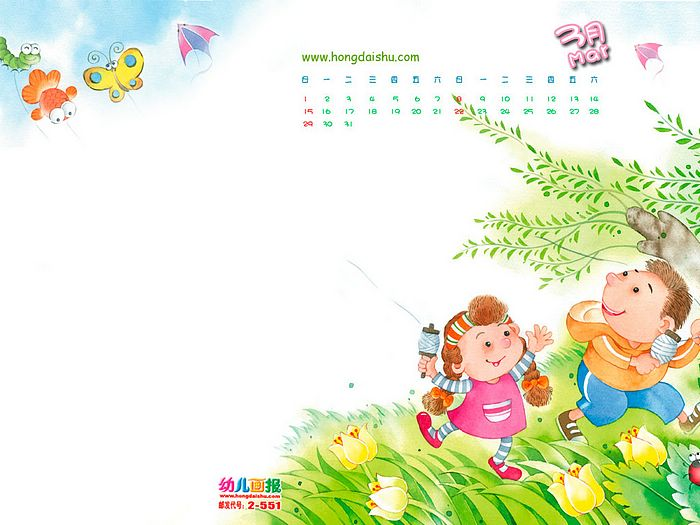 3月
Mar
www.hongdaishu.com
日 一 二 三 四 五 六 日 一 二 三 四 五 六
1 2 3 4 5 6 7 8 9 10 11 12 13 14
15 16 17 18 19 20 21 22 23 24 25 26 27 28
29 30 31
幼儿画报
www.hongdaishu.com
邮发代号：2-551